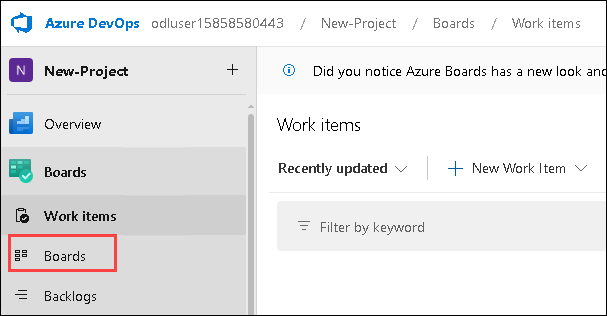 Azure DevOps odluser15858580443 / New-Project / Boards / Work items
N New-Project +
Did you notice Azure Boards has a new look and
Overview
Work items
Boards
Recently updated
New Work Item
Work items
Filter by keyword
Boards
Backlogs